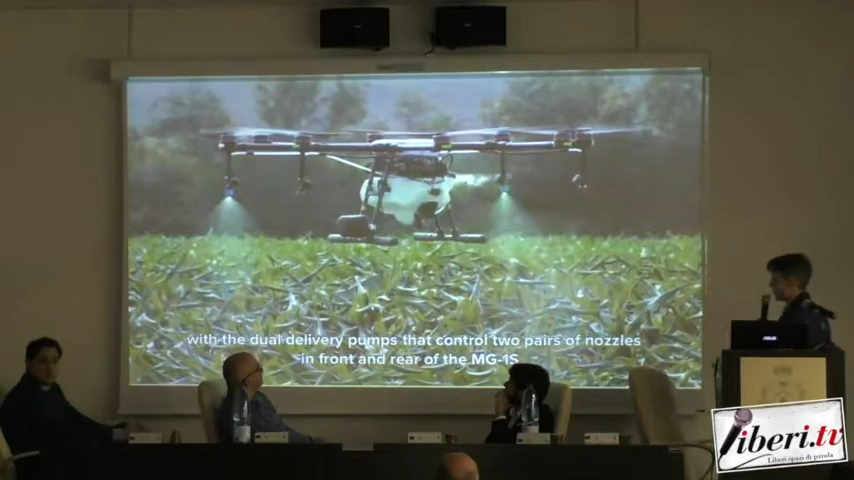 with the dual delivery pumps that control two pairs of nozzles
in front and rear of the MG-1S
ASUS
liberi.tv
Liberi spazi di parola